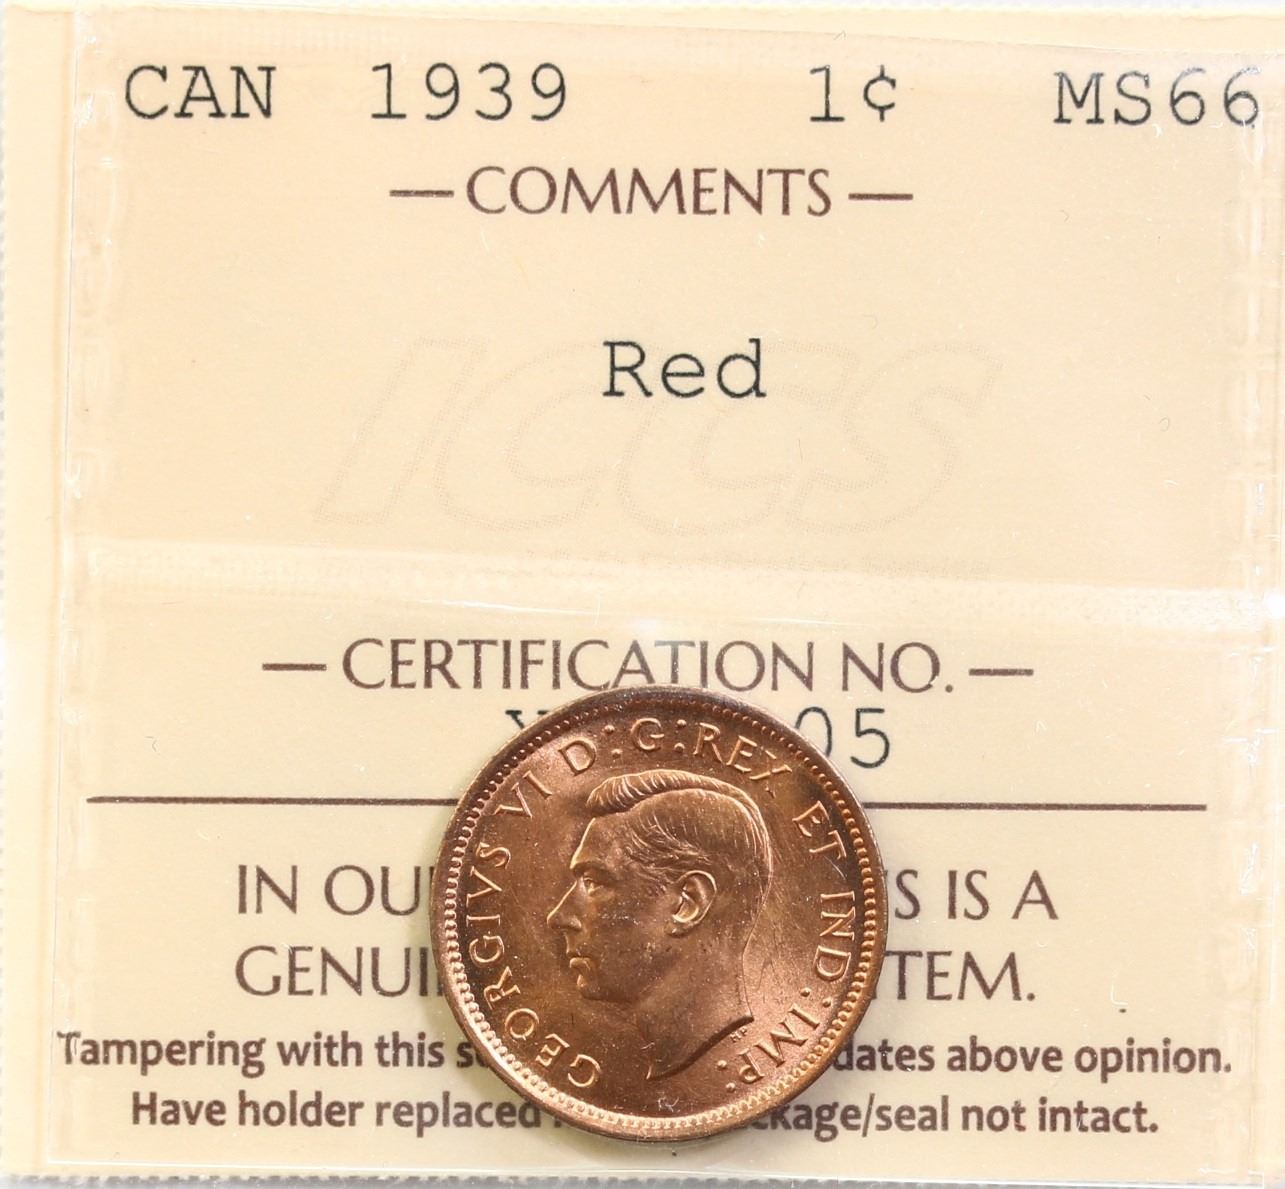 CAN 1939 1¢ MS66
— COMMENTS —
Red
ICCS
— CERTIFICATION NO. —
05
IN OU S IS A
GENUI TEM.
Tampering with this s dates above opinion.
Have holder replaced kage/seal not intact.
GEORGIVS VI D:G:REX ET IND:IMP:
HP